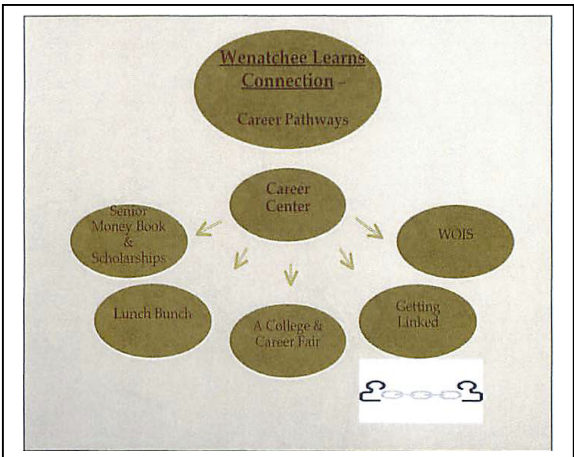 Wenatchee Learns
Connection –
Career Pathways
Career
Center
Senior
Money Book
&
Scholarships
WOIS
Lunch Bunch
A College &
Career Fair
Getting
Linked